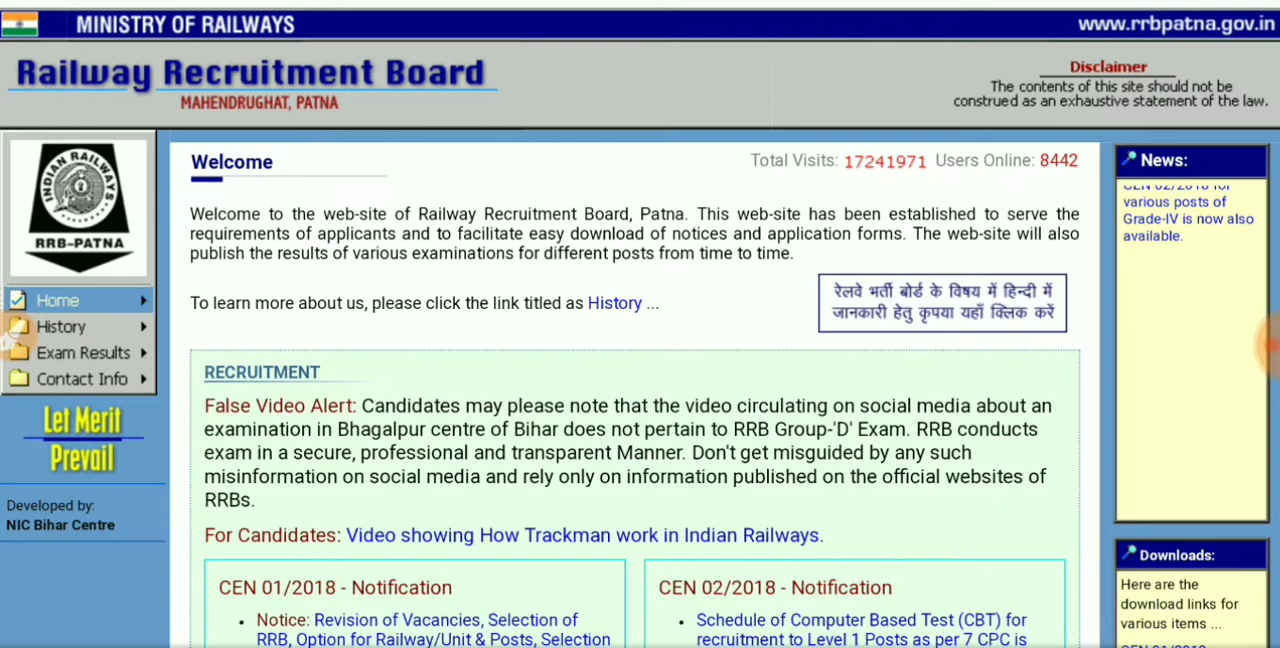 MINISTRY OF RAILWAYS
www.rrbpatna.gov.in
Railway Recruitment Board
MAHENDRUGHAT, PATNA
Disclaimer
The contents of this site should not be
construed as an exhaustive statement of the law.
INDIAN RAILWAYS
RRB-PATNA
Home
History
Exam Results
Contact Info
Let Merit
Prevail
Developed by:
NIC Bihar Centre
Welcome
Total Visits: 17241971 Users Online: 8442
Welcome to the web-site of Railway Recruitment Board, Patna. This web-site has been established to serve the
requirements of applicants and to facilitate easy download of notices and application forms. The web-site will also
publish the results of various examinations for different posts from time to time.
To learn more about us, please click the link titled as History ...
रेलवे भर्ती बोर्ड के विषय में हिन्दी में
जानकारी हेतु कृपया यहाँ क्लिक करें
RECRUITMENT
False Video Alert: Candidates may please note that the video circulating on social media about an
examination in Bhagalpur centre of Bihar does not pertain to RRB Group-'D' Exam. RRB conducts
exam in a secure, professional and transparent Manner. Don't get misguided by any such
misinformation on social media and rely only on information published on the official websites of
RRBs.
For Candidates: Video showing How Trackman work in Indian Railways.
CEN 01/2018 - Notification
• Notice: Revision of Vacancies, Selection of
RRB, Option for Railway/Unit & Posts, Selection
CEN 02/2018 - Notification
• Schedule of Computer Based Test (CBT) for
recruitment to Level 1 Posts as per 7 CPC is
News:
CEN 02/2018 for
various posts of
Grade-IV is now also
available.
Downloads:
Here are the
download links for
various items ...
CEN 01/2018